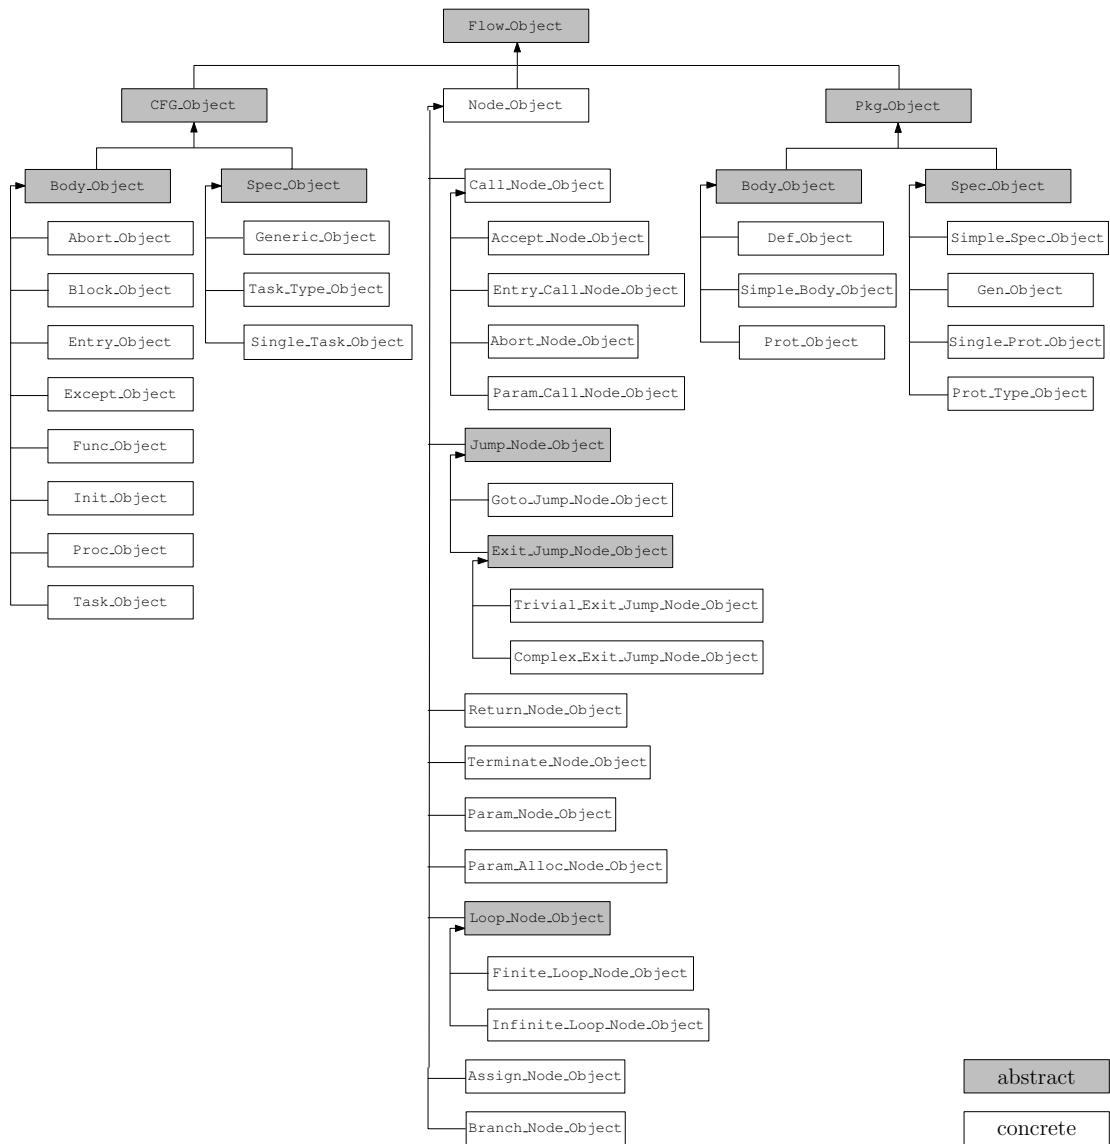 Flow_Object
CFG_Object
Node_Object
Pkg_Object
Body_Object
Spec_Object
Call_Node_Object
Body_Object
Spec_Object
Abort_Object
Generic_Object
Accept_Node_Object
Def_Object
Simple_Spec_Object
Block_Object
Task_Type_Object
Entry_Call_Node_Object
Simple_Body_Object
Gen_Object
Entry_Object
Single_Task_Object
Abort_Node_Object
Prot_Object
Single_Prot_Object
Except_Object
Param_Call_Node_Object
Prot_Type_Object
Func_Object
Jump_Node_Object
Init_Object
Goto_Jump_Node_Object
Proc_Object
Exit_Jump_Node_Object
Task_Object
Trivial_Exit_Jump_Node_Object
Complex_Exit_Jump_Node_Object
Return_Node_Object
Terminate_Node_Object
Param_Node_Object
Param_Alloc_Node_Object
Loop_Node_Object
Finite_Loop_Node_Object
Infinite_Loop_Node_Object
Assign_Node_Object
abstract
Branch_Node_Object
concrete